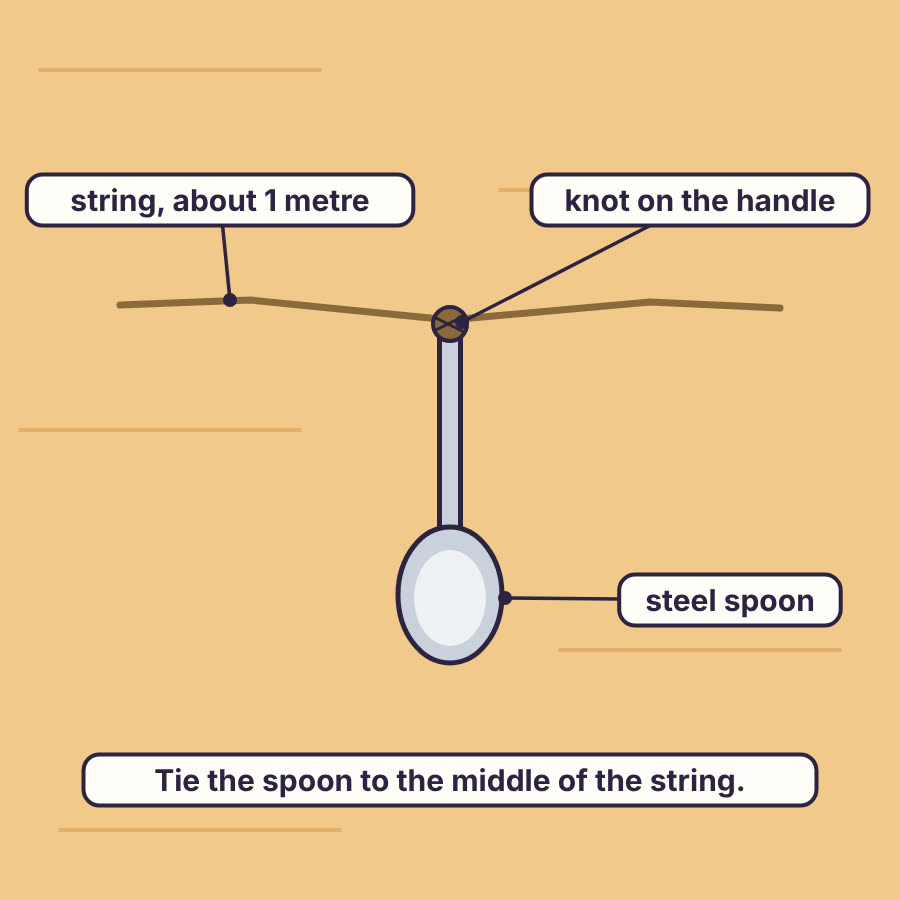 string, about 1 metre
knot on the handle
steel spoon
Tie the spoon to the middle of the string.